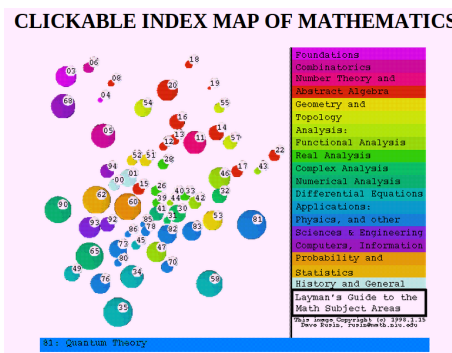 CLICKABLE INDEX MAP OF MATHEMATICS
Foundations
Combinatorics
Number Theory and
Abstract Algebra
Geometry and
Topology
Analysis:
Functional Analysis
Real Analysis
Complex Analysis
Numerical Analysis
Differential Equations
Applications:
Physics, and other
Sciences & Engineering
Computers, Information
Probability and
Statistics
History and General
Layman's Guide to the
Math Subject Areas
This image Copyright (c) 1998.1.15
Dave Rusin, rusin@math.niu.edu
03
06
08
04
68
05
18
20
19
54
55
16
13
12
11
14
57
22
52
51
28
94
01
00
15
46
17
43
26
39
40
33
44
42
32
62
60
90
41
30
31
53
81
93
92
85
78
86
82
83
73
45
47
65
80
70
49
76
34
58
35
81: Quantum Theory